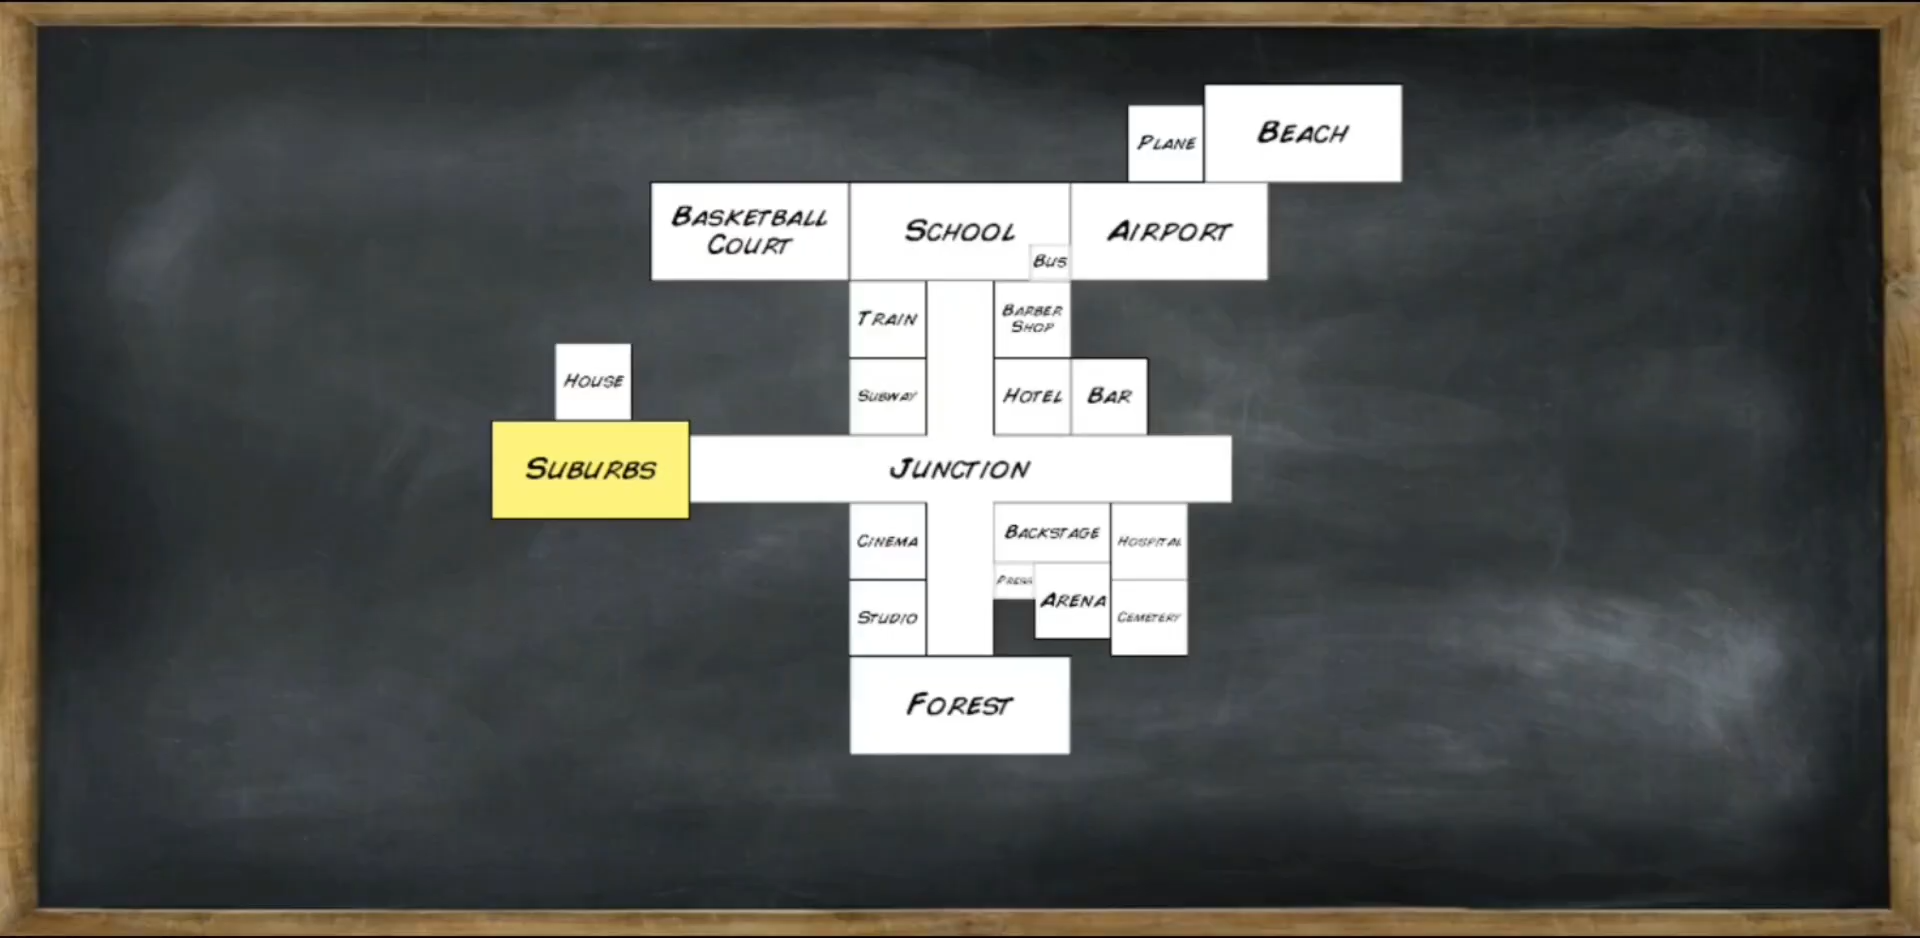 BEACH
PLANE
BASKETBALL
COURT
SCHOOL
AIRPORT
BUS
TRAIN
BARBER
SHOP
HOUSE
SUBWAY
HOTEL
BAR
SUBURBS
JUNCTION
CINEMA
BACKSTAGE
HOSPITAL
PRESS
ARENA
STUDIO
CEMETERY
FOREST